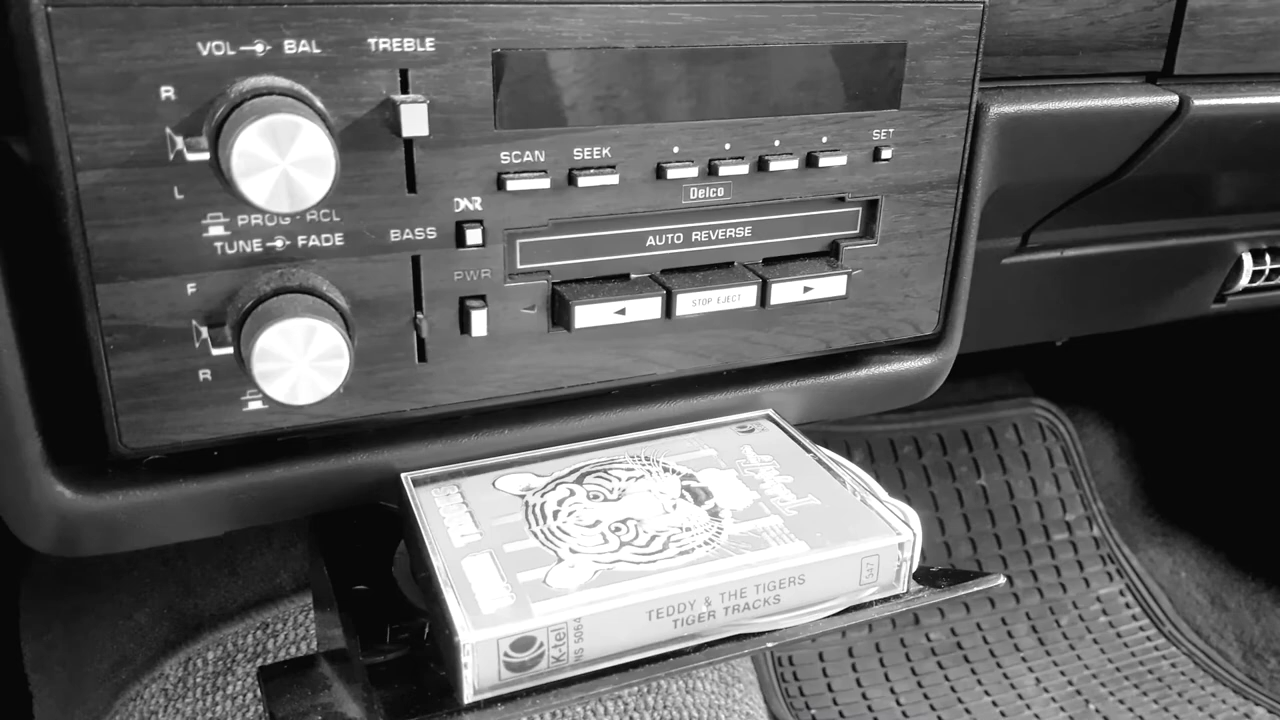 VOL BAL
TREBLE
R
L
PROG · RCL
TUNE FADE
BASS
F
R
DNR
PWR
SCAN
SEEK
SET
Delco
AUTO REVERSE
STOP EJECT
TEDDY & THE TIGERS
TIGER TRACKS
547
K-tel
NS 5064